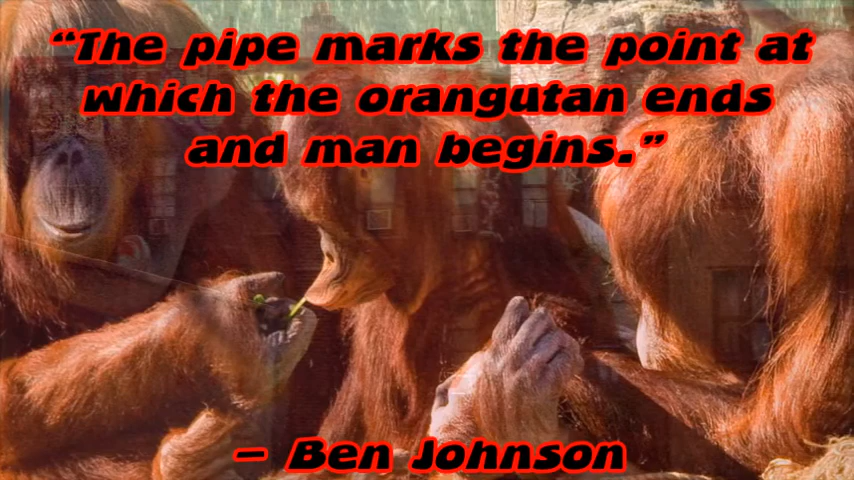 “The pipe marks the point at
which the orangutan ends
and man begins.”
– Ben Johnson